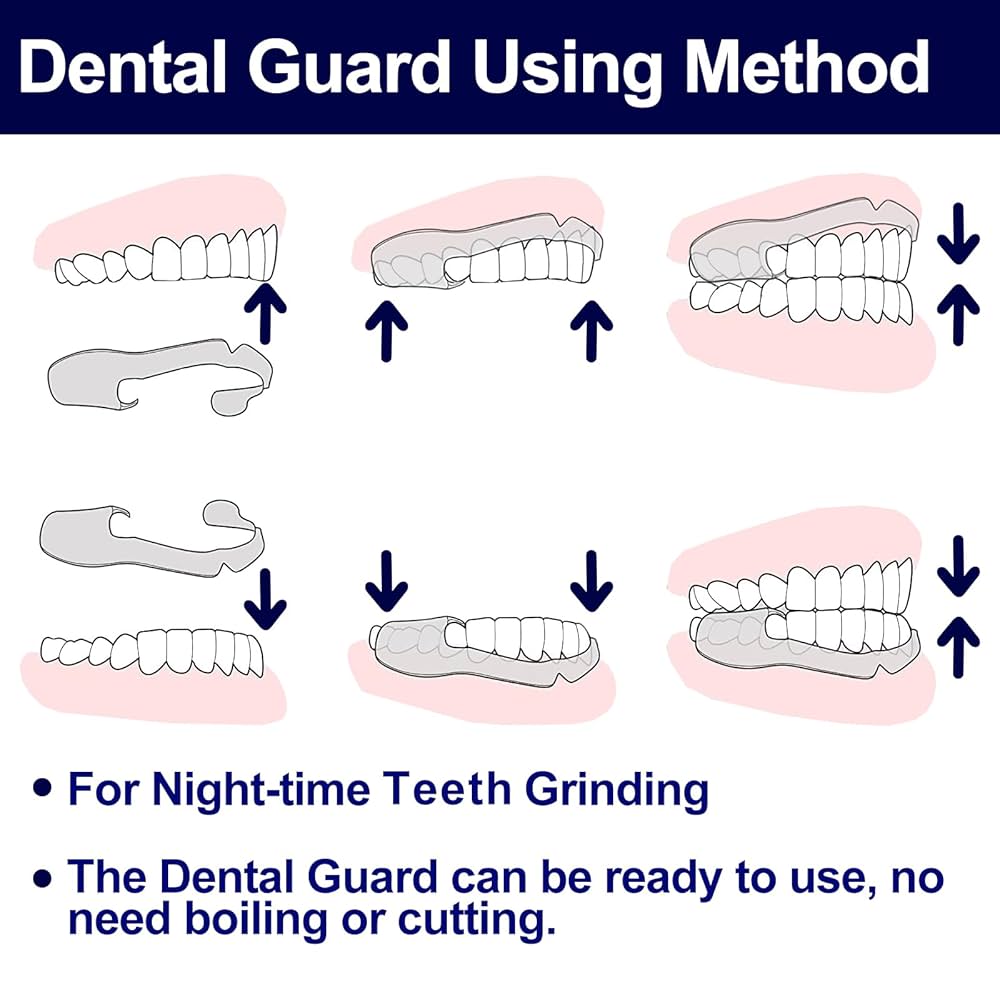 Dental Guard Using Method
• For Night-time Teeth Grinding
• The Dental Guard can be ready to use, no
need boiling or cutting.